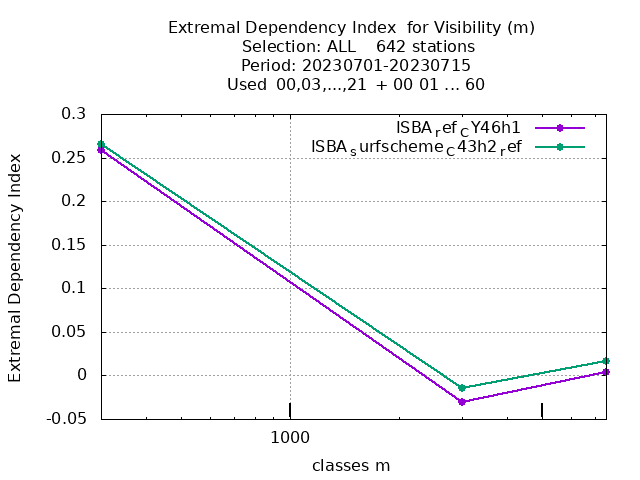 Extremal Dependency Index  for Visibility (m)
Selection: ALL    642 stations
Period: 20230701-20230715
Used  00,03,...,21  + 00 01 ... 60
0.3
0.25
0.2
0.15
0.1
0.05
0
-0.05
Extremal Dependency Index
ISBA_ref_CY46h1
ISBA_surfscheme_C43h2_ref
1000
classes m